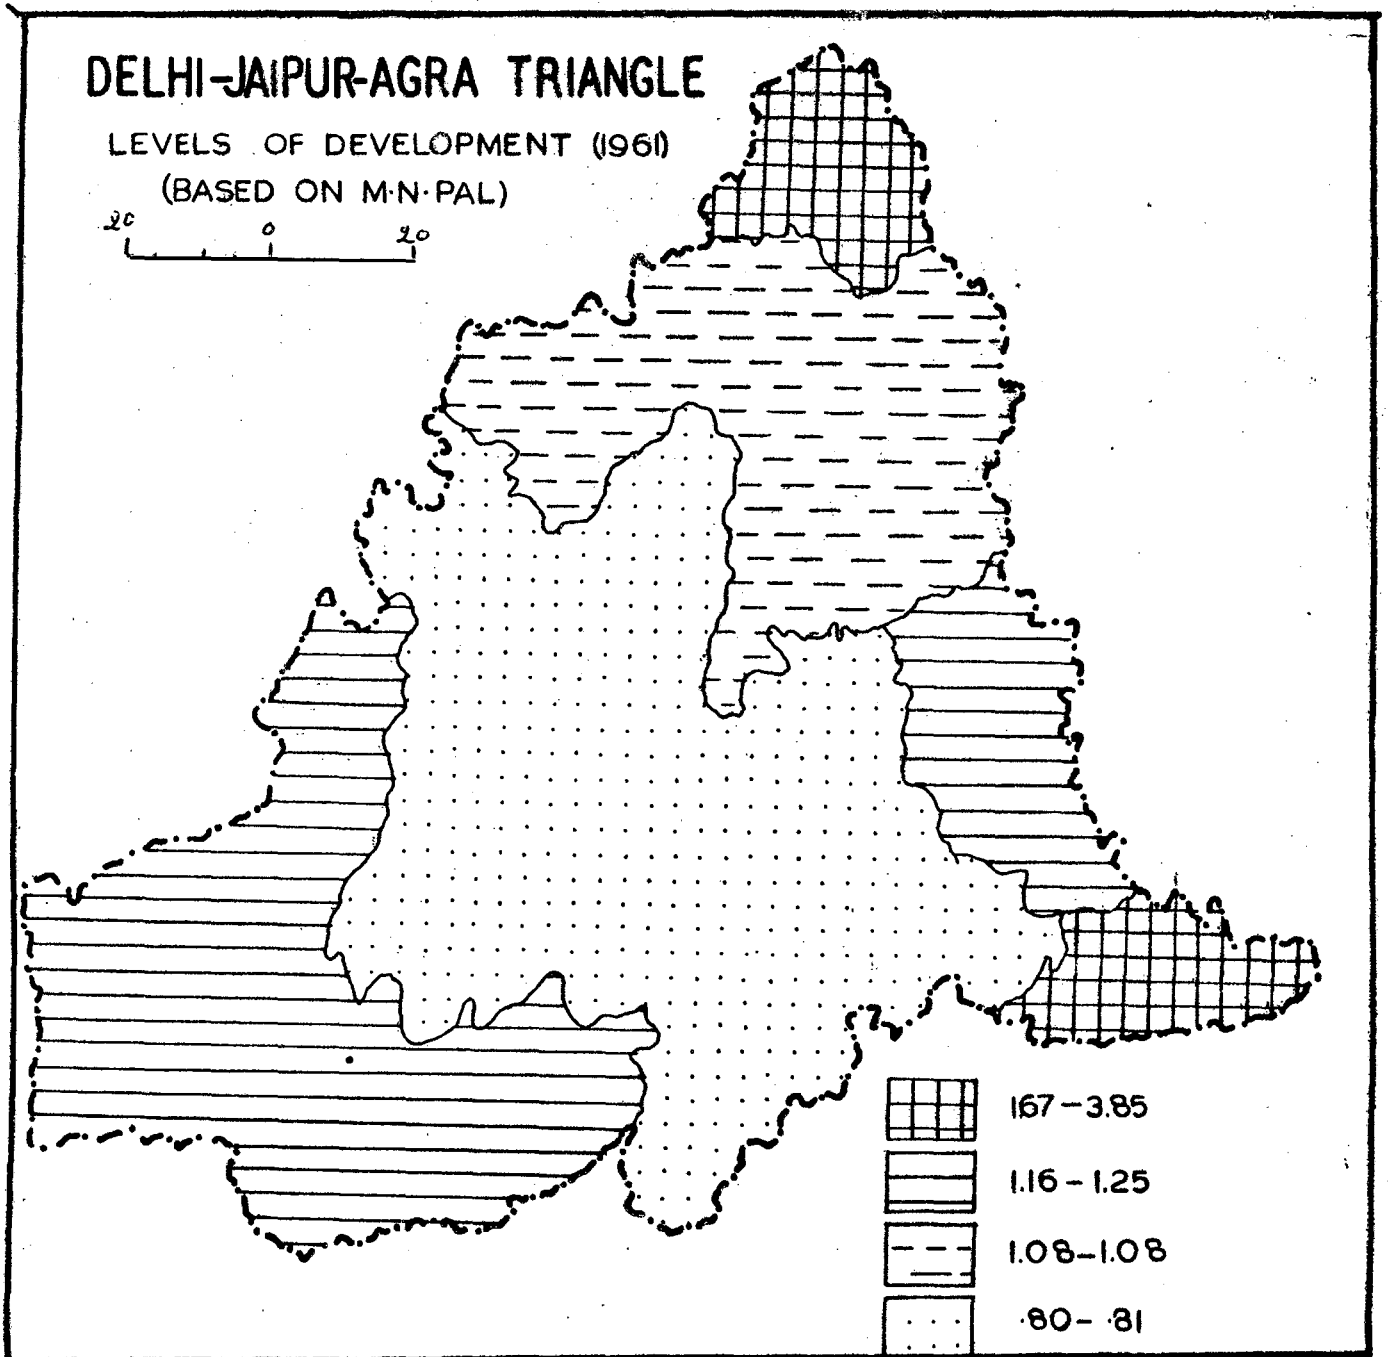 DELHI-JAIPUR-AGRA TRIANGLE
LEVELS OF DEVELOPMENT (1961)
(BASED ON M·N·PAL)
20 0 20
167-3.85
1.16-1.25
1.08-1.08
·80- ·81